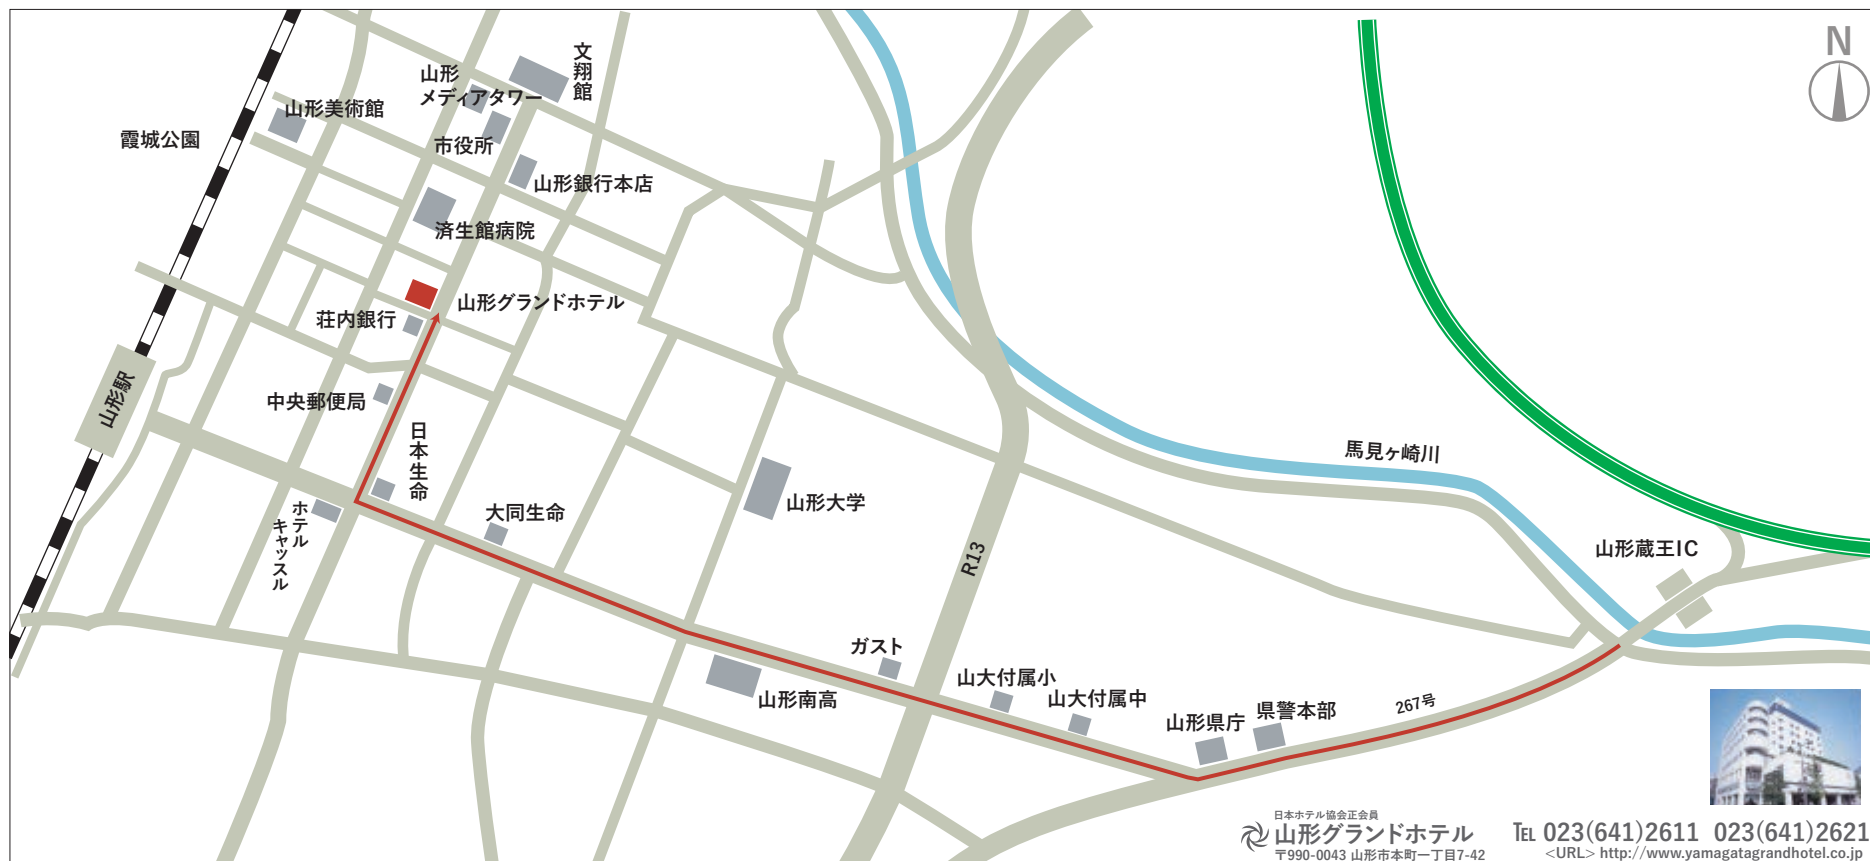 N
文翔館
山形
メディアタワー
山形美術館
霞城公園
市役所
山形銀行本店
済生館病院
山形グランドホテル
荘内銀行
山形駅
中央郵便局
日本生命
馬見ヶ崎川
大同生命
山形大学
ホテル
キャッスル
R13
山形蔵王IC
ガスト
山大付属小
山大付属中
山形南高
山形県庁
県警本部
267号
日本ホテル協会正会員
山形グランドホテル
〒990-0043 山形市本町一丁目7-42
TEL 023(641)2611 023(641)2621
<URL> http://www.yamagatagrandhotel.co.jp